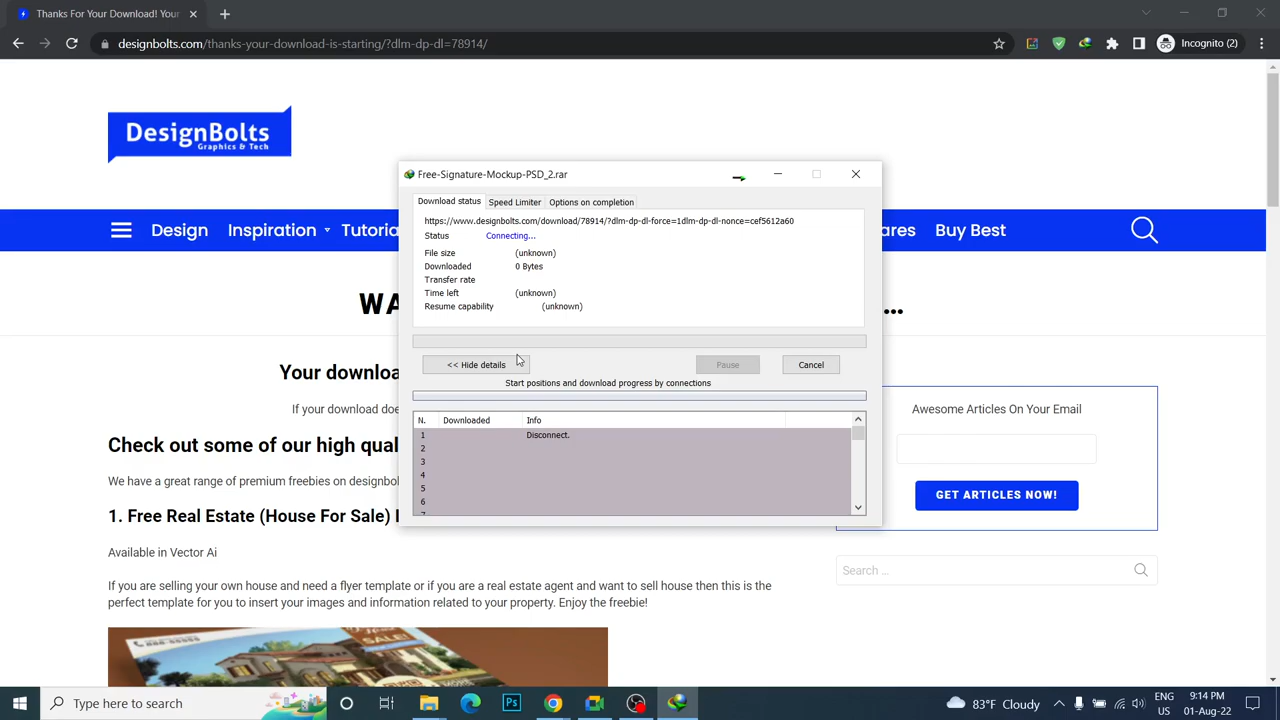 Thanks For Your Download! Your
designbolts.com/thanks-your-download-is-starting/?dlm-dp-dl=78914/
Incognito (2)
DesignBolts
Graphics & Tech
Design
Inspiration
Tutoria
ares
Buy Best
WA
...
Free-Signature-Mockup-PSD_2.rar
Download status
Speed Limiter
Options on completion
https://www.designbolts.com/download/78914/?dlm-dp-dl-force=1dlm-dp-dl-nonce=cef5612a60
Status Connecting...
File size (unknown)
Downloaded 0 Bytes
Transfer rate
Time left (unknown)
Resume capability (unknown)
<< Hide details
Pause
Cancel
Start positions and download progress by connections
N. Downloaded Info
1 Disconnect.
2
3
4
5
6
Your downloa
If your download doe
Check out some of our high qual
We have a great range of premium freebies on designbolt
1. Free Real Estate (House For Sale)
Available in Vector Ai
If you are selling your own house and need a flyer template or if you are a real estate agent and want to sell house then this is the
perfect template for you to insert your images and information related to your property. Enjoy the freebie!
SALE!
Awesome Articles On Your Email
GET ARTICLES NOW!
Search ...
Type here to search
83°F Cloudy
ENG
US
9:14 PM
01-Aug-22